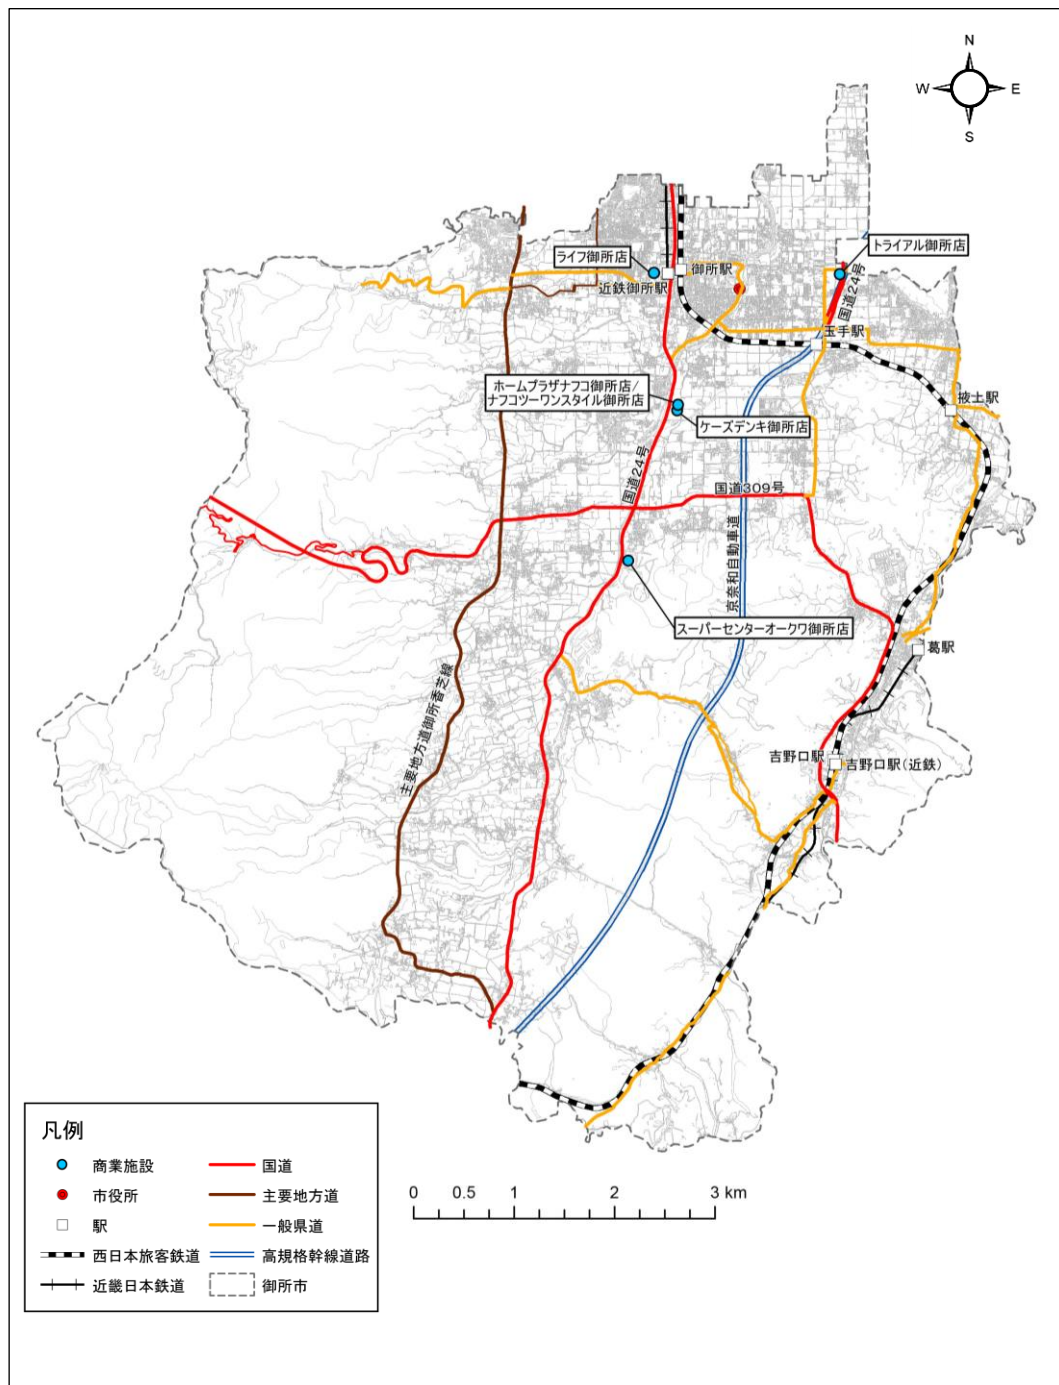 N
W
E
S
トライアル御所店
ライフ御所店
御所駅
近鉄御所駅
国道24号
玉手駅
ホームプラザナフコ御所店/
ナフコツーワンスタイル御所店
掖上駅
ケーズデンキ御所店
国道24号
国道309号
京奈和自動車道
スーパーセンターオークワ御所店
葛駅
主要地方道御所香芝線
吉野口駅
吉野口駅(近鉄)
凡例
商業施設
国道
市役所
主要地方道
駅
一般県道
西日本旅客鉄道
高規格幹線道路
近畿日本鉄道
御所市
0 0.5 1 2 3 km